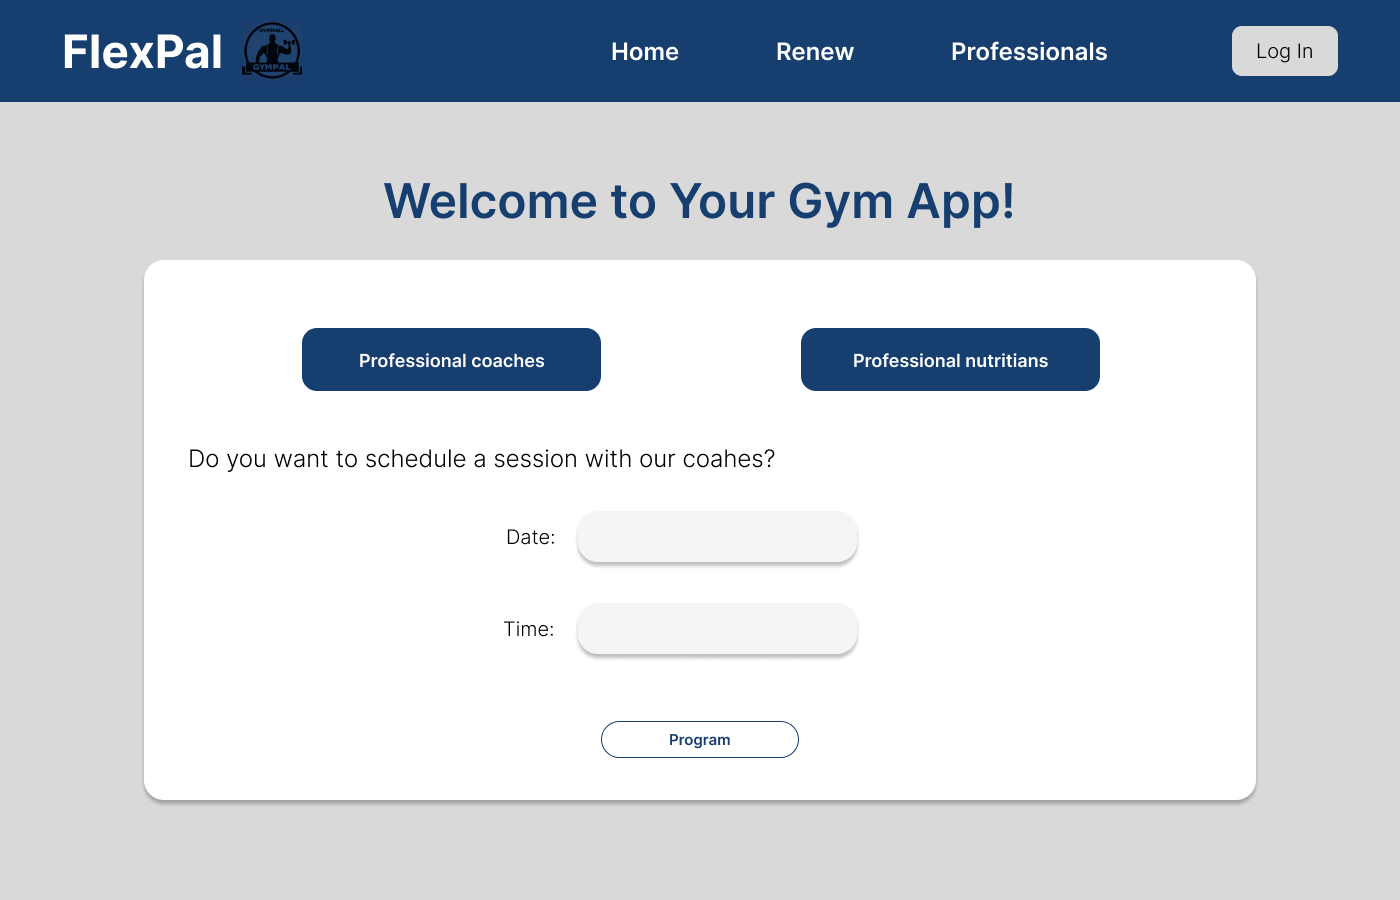 FlexPal
GYMPAL
Home
Renew
Professionals
Log In
Welcome to Your Gym App!
Professional coaches
Professional nutritians
Do you want to schedule a session with our coahes?
Date:
Time:
Program